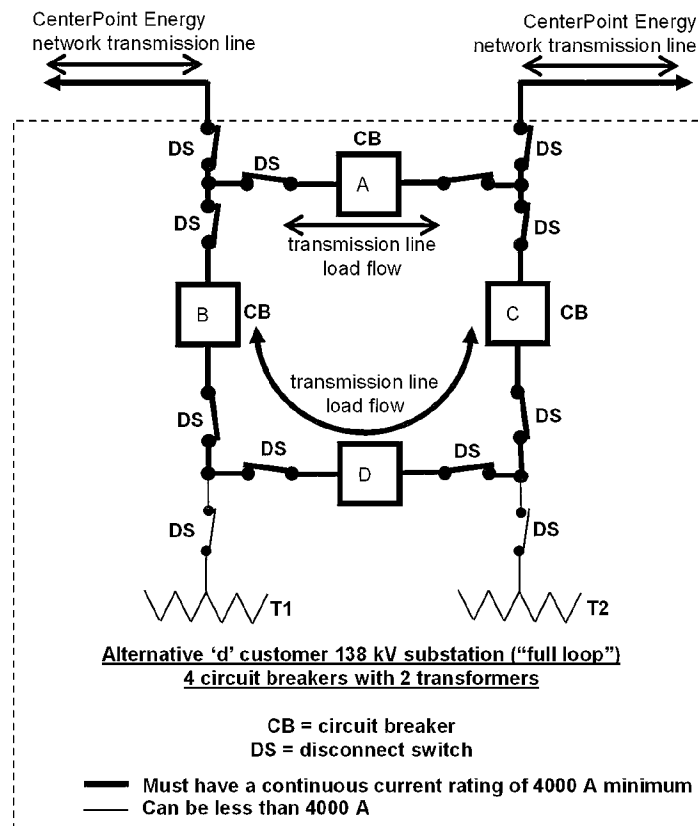 CenterPoint Energy
network transmission line
CenterPoint Energy
network transmission line
CB
DS
DS
DS
A
DS
DS
transmission line
load flow
B
CB
C
CB
transmission line
load flow
DS
DS
DS
DS
D
DS
DS
T1
T2
Alternative ‘d’ customer 138 kV substation (“full loop”)
4 circuit breakers with 2 transformers
CB = circuit breaker
DS = disconnect switch
Must have a continuous current rating of 4000 A minimum
Can be less than 4000 A